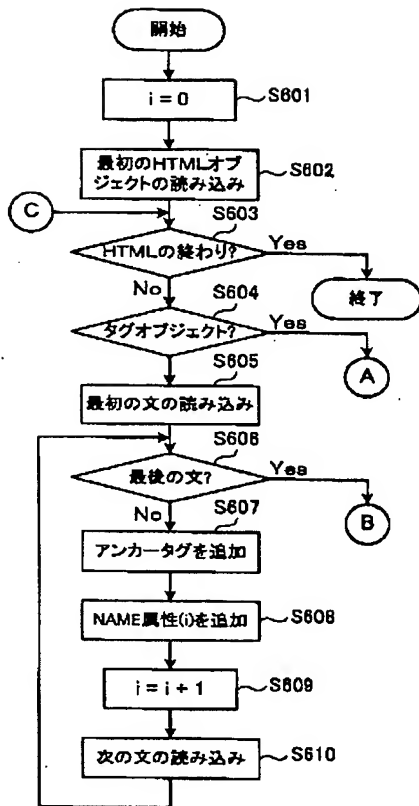 開始
i = 0
S601
最初のHTMLオブ
ジェクトの読み込み
S602
C
S603
HTMLの終わり?
Yes
No
終了
S604
タグオブジェクト?
Yes
A
S605
最初の文の読み込み
S606
最後の文?
Yes
No
B
S607
アンカータグを追加
NAME属性(i)を追加
S608
i = i + 1
S609
次の文の読み込み
S610